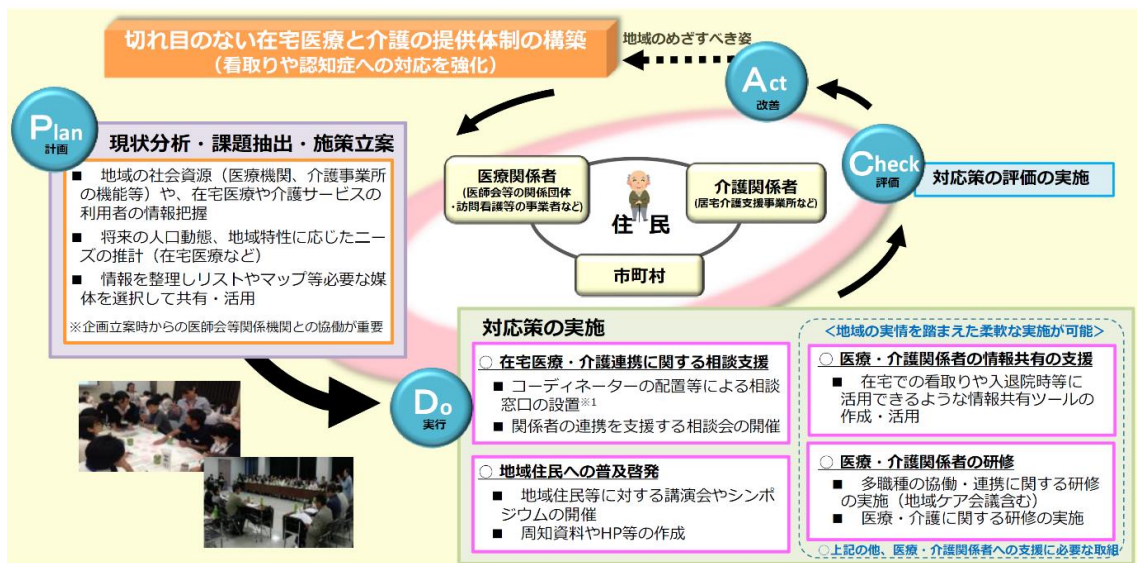 切れ目のない在宅医療と介護の提供体制の構築
(看取りや認知症への対応を強化)
地域のめざすべき姿
Act
改善
Plan
計画
現状分析・課題抽出・施策立案
■ 地域の社会資源(医療機関、介護事業所
の機能等)や、在宅医療や介護サービスの
利用者の情報把握
■ 将来の人口動態、地域特性に応じたニー
ズの推計(在宅医療など)
■ 情報を整理しリストやマップ等必要な媒
体を選択して共有・活用
※企画立案時からの医師会等関係機関との協働が重要
医療関係者
(医師会等の関係団体
・訪問看護等の事業者など)
介護関係者
(居宅介護支援事業所など)
住民
市町村
Check
評価
対応策の評価の実施
Do
実行
対応策の実施
○ 在宅医療・介護連携に関する相談支援
■ コーディネーターの配置等による相談
窓口の設置※1
■ 関係者の連携を支援する相談会の開催
○ 地域住民への普及啓発
■ 地域住民等に対する講演会やシンポ
ジウムの開催
■ 周知資料やHP等の作成
<地域の実情を踏まえた柔軟な実施が可能>
○ 医療・介護関係者の情報共有の支援
■ 在宅での看取りや入退院時等に
活用できるような情報共有ツールの
作成・活用
○ 医療・介護関係者の研修
■ 多職種の協働・連携に関する研修
の実施(地域ケア会議含む)
■ 医療・介護に関する研修の実施
○上記の他、医療・介護関係者への支援に必要な取組